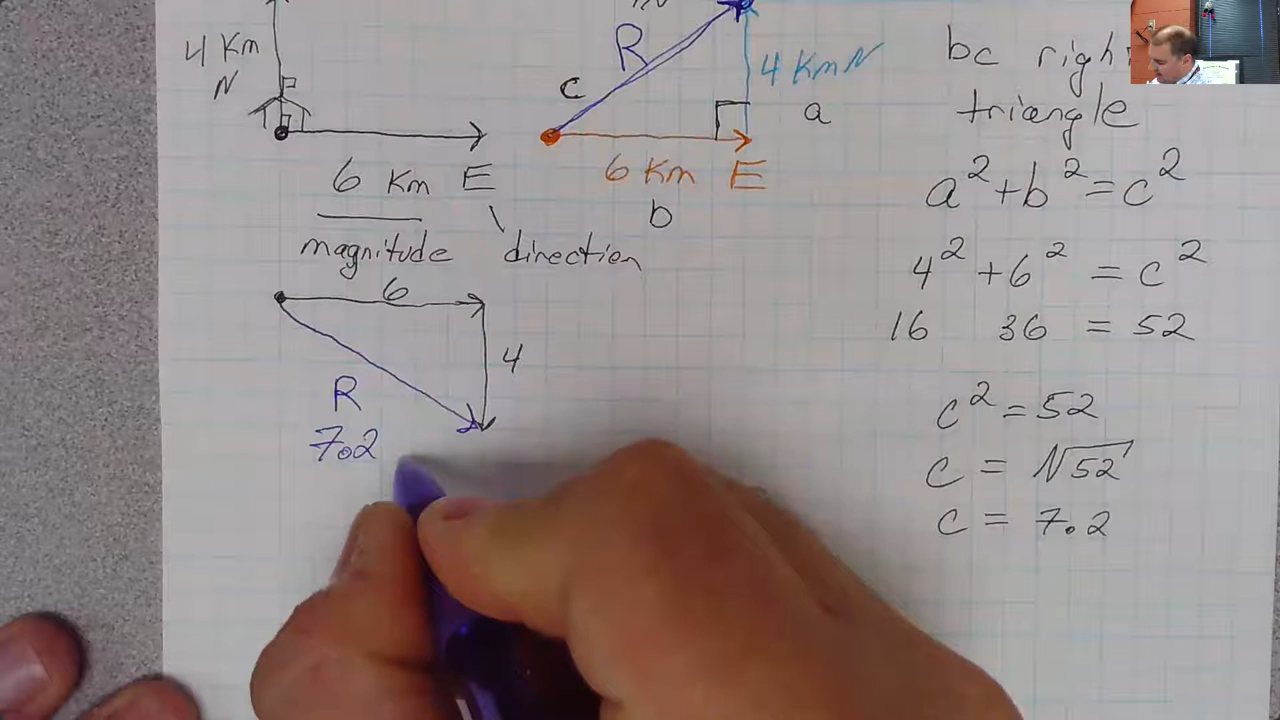 4 Km
N
6 Km E
magnitude direction
6
4
R
7.2
R
c
4 Km N
a
6 Km E
b
bc
triangle
a²+b²=c²
4²+6²=c²
16 36 = 52
c²=52
c = √52
c = 7.2